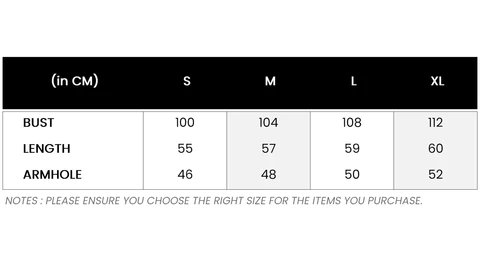 (in CM) S M L XL
BUST 100 104 108 112
LENGTH 55 57 59 60
ARMHOLE 46 48 50 52
NOTES : PLEASE ENSURE YOU CHOOSE THE RIGHT SIZE FOR THE ITEMS YOU PURCHASE.